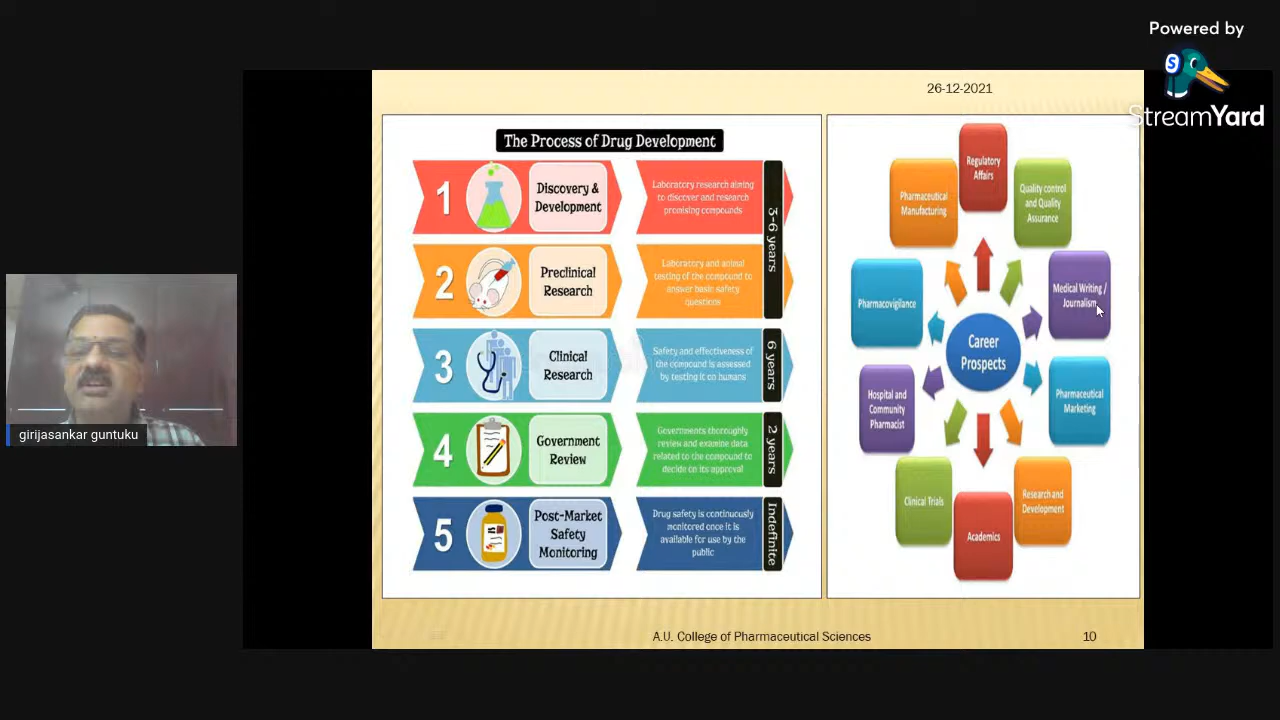 Powered by
S
StreamYard
26-12-2021
The Process of Drug Development
1
Discovery &
Development
Laboratory research aiming
to discover and research
promising compounds
2
Preclinical
Research
Laboratory and animal
testing of the compound to
answer basic safety
questions
3-6 years
3
Clinical
Research
Safety and effectiveness of
the compound is assessed
by testing it on humans
6 years
4
Government
Review
Governments thoroughly
review and examine data
related to the compound to
decide on its approval
2 years
5
Post-Market
Safety
Monitoring
Drug safety is continuously
monitored once it is
available for use by the
public
Indefinite
Career
Prospects
Regulatory
Affairs
Quality control
and Quality
Assurance
Medical Writing /
Journalism
Pharmaceutical
Marketing
Research and
Development
Academics
Clinical Trials
Hospital and
Community
Pharmacist
Pharmacovigilance
Pharmaceutical
Manufacturing
girijasankar guntuku
A.U. College of Pharmaceutical Sciences
10